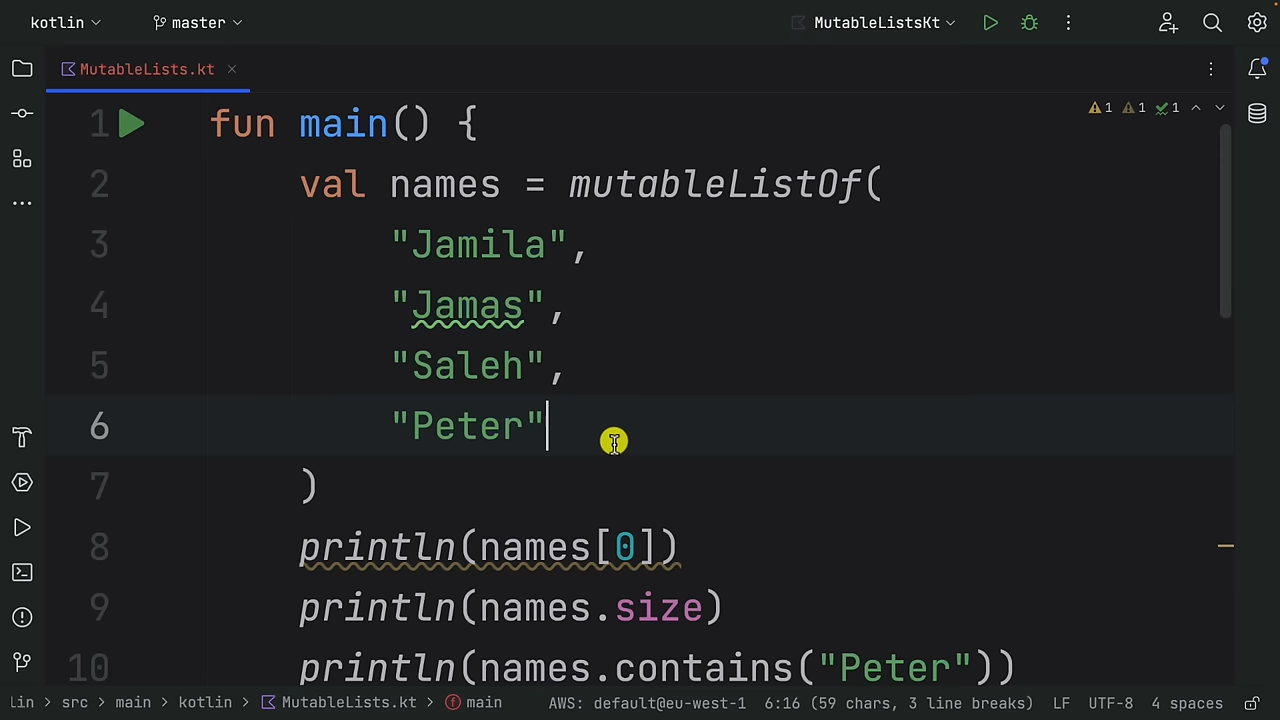 kotlin master MutableListsKt
MutableLists.kt
1 1 1
1 fun main() {
2 val names = mutableListOf(
3 "Jamila",
4 "Jamas",
5 "Saleh",
6 "Peter"
7 )
8 println(names[0])
9 println(names.size)
10 println(names.contains("Peter"))
lin src main kotlin MutableLists.kt main AWS: default@eu-west-1 6:16 (59 chars, 3 line breaks) LF UTF-8 4 spaces